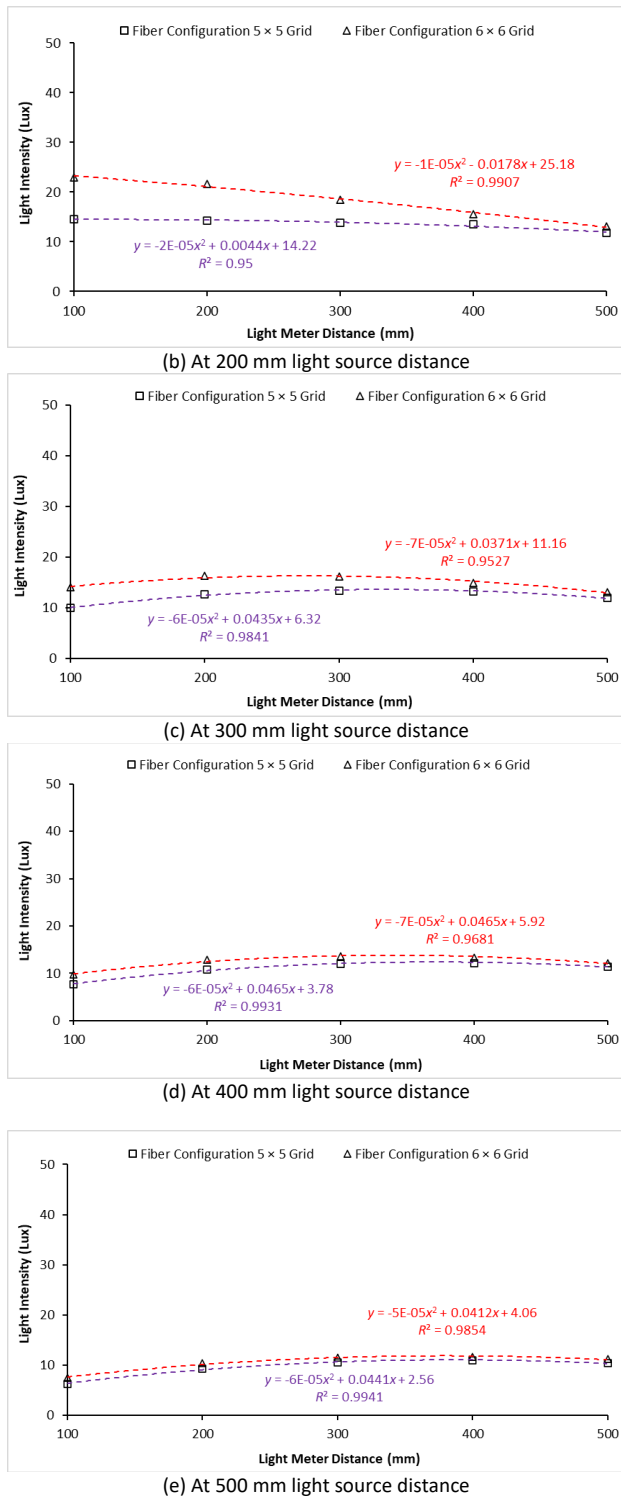 □ Fiber Configuration 5 × 5 Grid △ Fiber Configuration 6 × 6 Grid
50
40
30
20
10
0
Light Intensity (Lux)
y = -1E-05x² - 0.0178x + 25.18
R² = 0.9907
y = -2E-05x² + 0.0044x + 14.22
R² = 0.95
100 200 300 400 500
Light Meter Distance (mm)
(b) At 200 mm light source distance
□ Fiber Configuration 5 × 5 Grid △ Fiber Configuration 6 × 6 Grid
50
40
30
20
10
0
Light Intensity (Lux)
y = -7E-05x² + 0.0371x + 11.16
R² = 0.9527
y = -6E-05x² + 0.0435x + 6.32
R² = 0.9841
100 200 300 400 500
Light Meter Distance (mm)
(c) At 300 mm light source distance
□ Fiber Configuration 5 × 5 Grid △ Fiber Configuration 6 × 6 Grid
50
40
30
20
10
0
Light Intensity (Lux)
y = -7E-05x² + 0.0465x + 5.92
R² = 0.9681
y = -6E-05x² + 0.0465x + 3.78
R² = 0.9931
100 200 300 400 500
Light Meter Distance (mm)
(d) At 400 mm light source distance
□ Fiber Configuration 5 × 5 Grid △ Fiber Configuration 6 × 6 Grid
50
40
30
20
10
0
Light Intensity (Lux)
y = -5E-05x² + 0.0412x + 4.06
R² = 0.9854
y = -6E-05x² + 0.0441x + 2.56
R² = 0.9941
100 200 300 400 500
Light Meter Distance (mm)
(e) At 500 mm light source distance